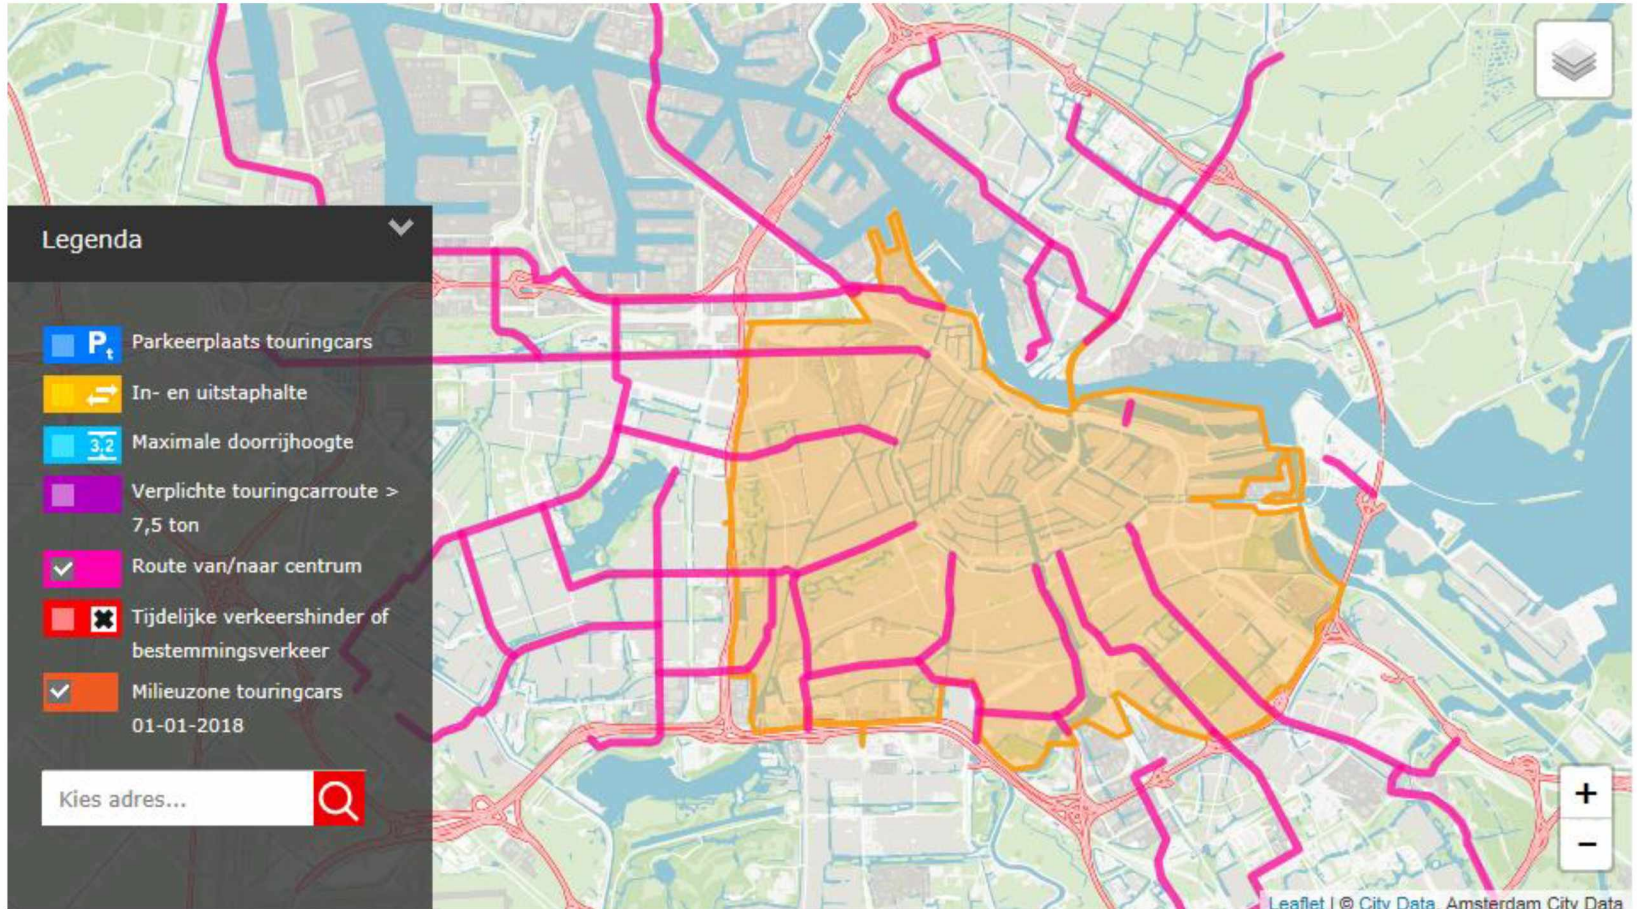 Legenda
Pt Parkeerplaats touringcars
In- en uitstaphalte
3.2 Maximale doorrijhoogte
Verplichte touringcarroute >
7,5 ton
Route van/naar centrum
Tijdelijke verkeershinder of
bestemmingsverkeer
Milieuzone touringcars
01-01-2018
Kies adres...
+
−
Leaflet | © City Data, Amsterdam City Data